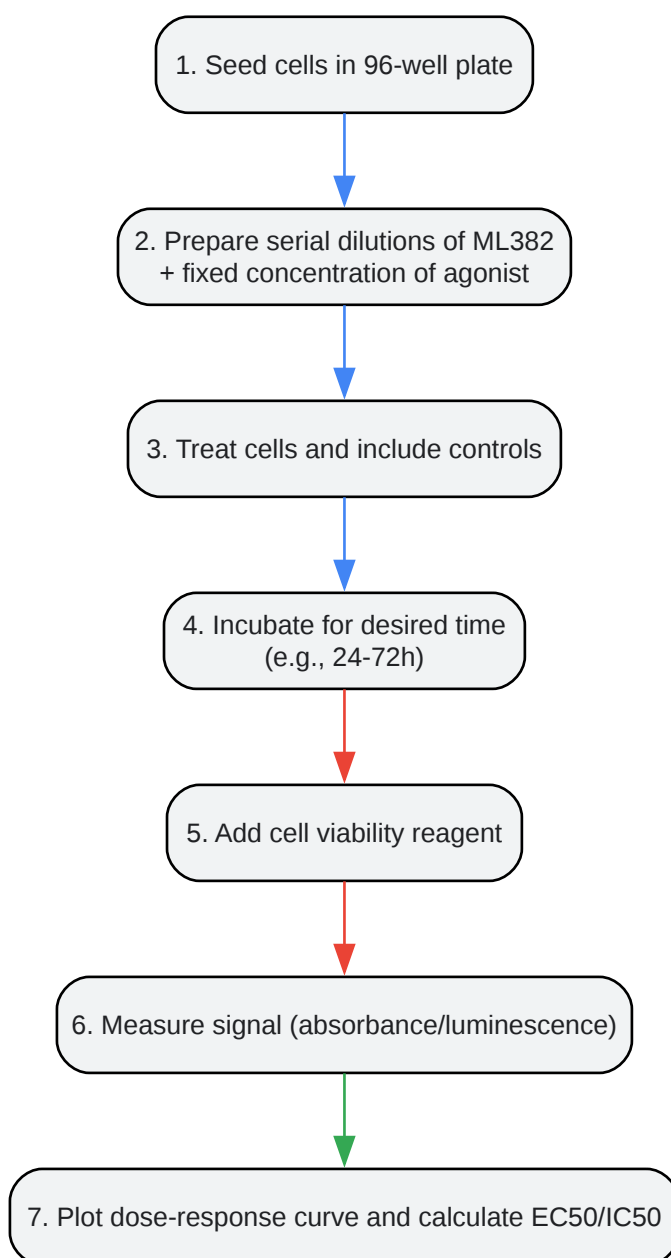 1. Seed cells in 96-well plate
2. Prepare serial dilutions of ML382
+ fixed concentration of agonist
3. Treat cells and include controls
4. Incubate for desired time
(e.g., 24-72h)
5. Add cell viability reagent
6. Measure signal (absorbance/luminescence)
7. Plot dose-response curve and calculate EC50/IC50